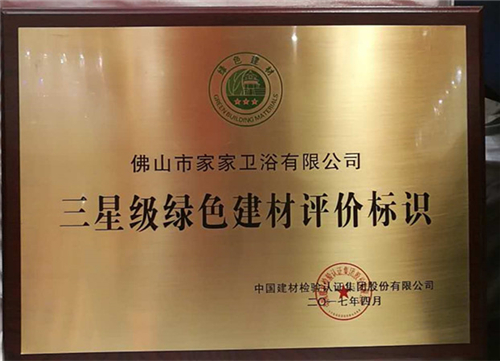 绿色建材
GREEN BUILDING MATERIALS
佛山市家家卫浴有限公司
三星级绿色建材评价标识
中国建材检验认证集团股份有限公司
二〇一七年四月